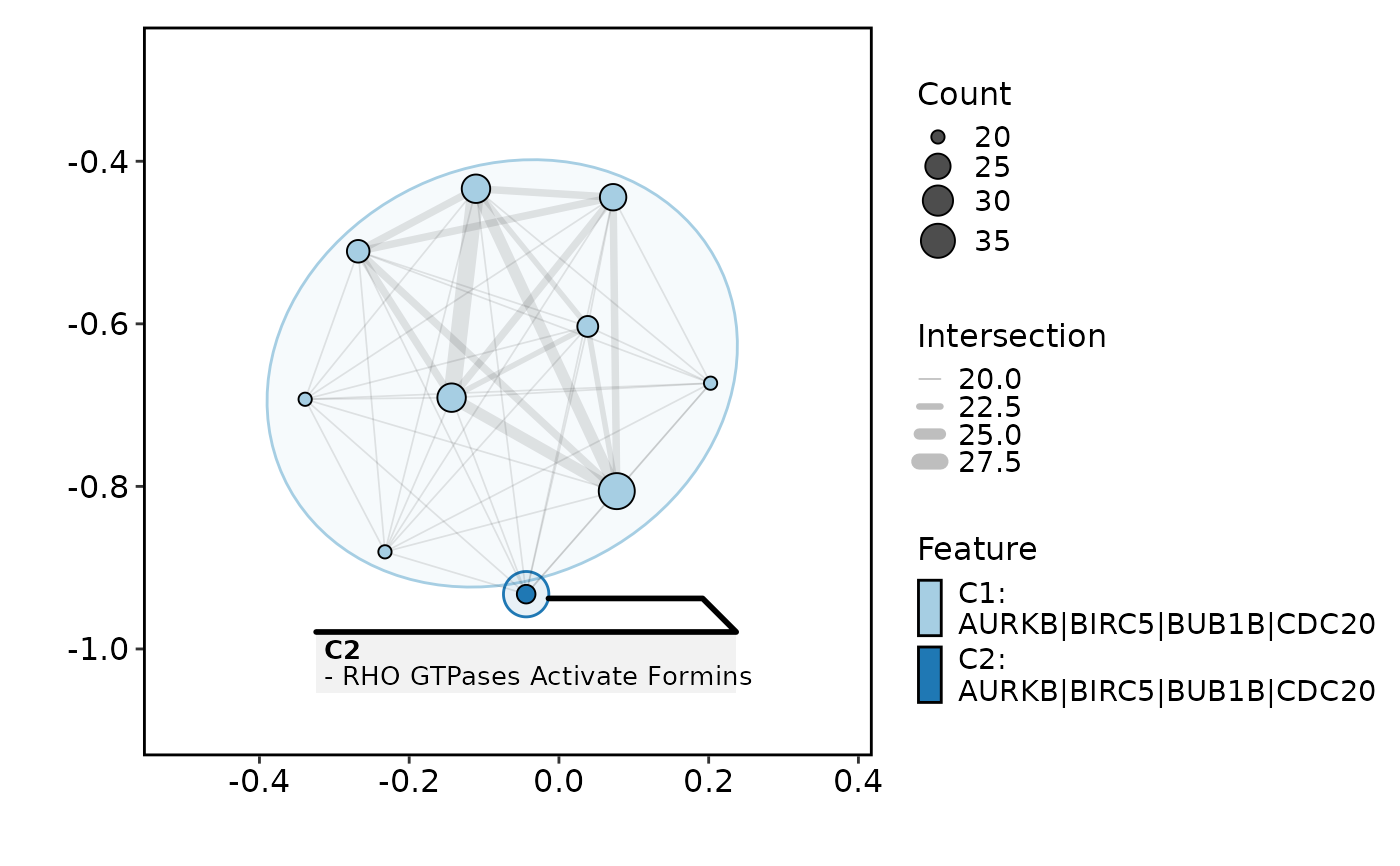 -0.4
-0.6
-0.8
-1.0
-0.4
-0.2
0.0
0.2
0.4
C2
- RHO GTPases Activate Formins
Count
20
25
30
35
Intersection
20.0
22.5
25.0
27.5
Feature
C1:
AURKB|BIRC5|BUB1B|CDC20
C2:
AURKB|BIRC5|BUB1B|CDC20